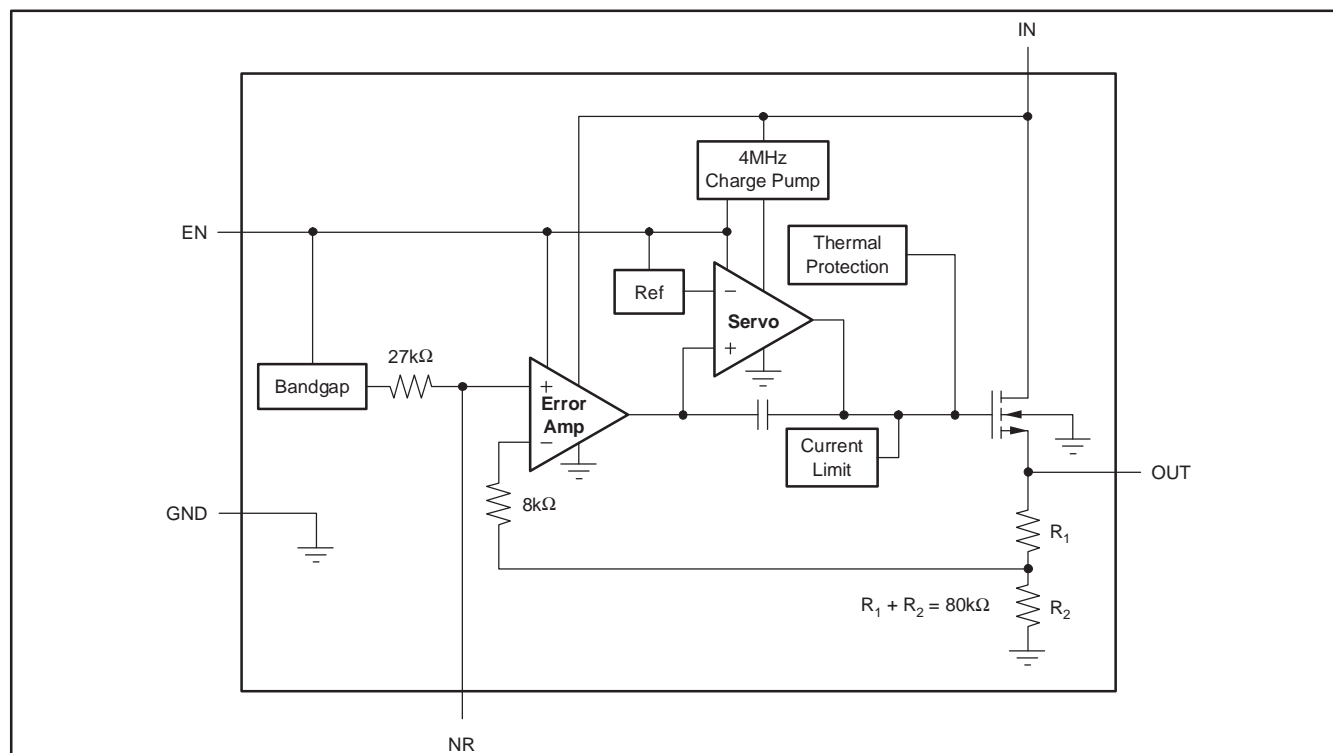 IN
4MHz
Charge Pump
EN
Thermal
Protection
Ref
−
Servo
+
27kΩ
Bandgap
+
Error
Amp
−
Current
Limit
OUT
8kΩ
GND
R1
R1 + R2 = 80kΩ
R2
NR